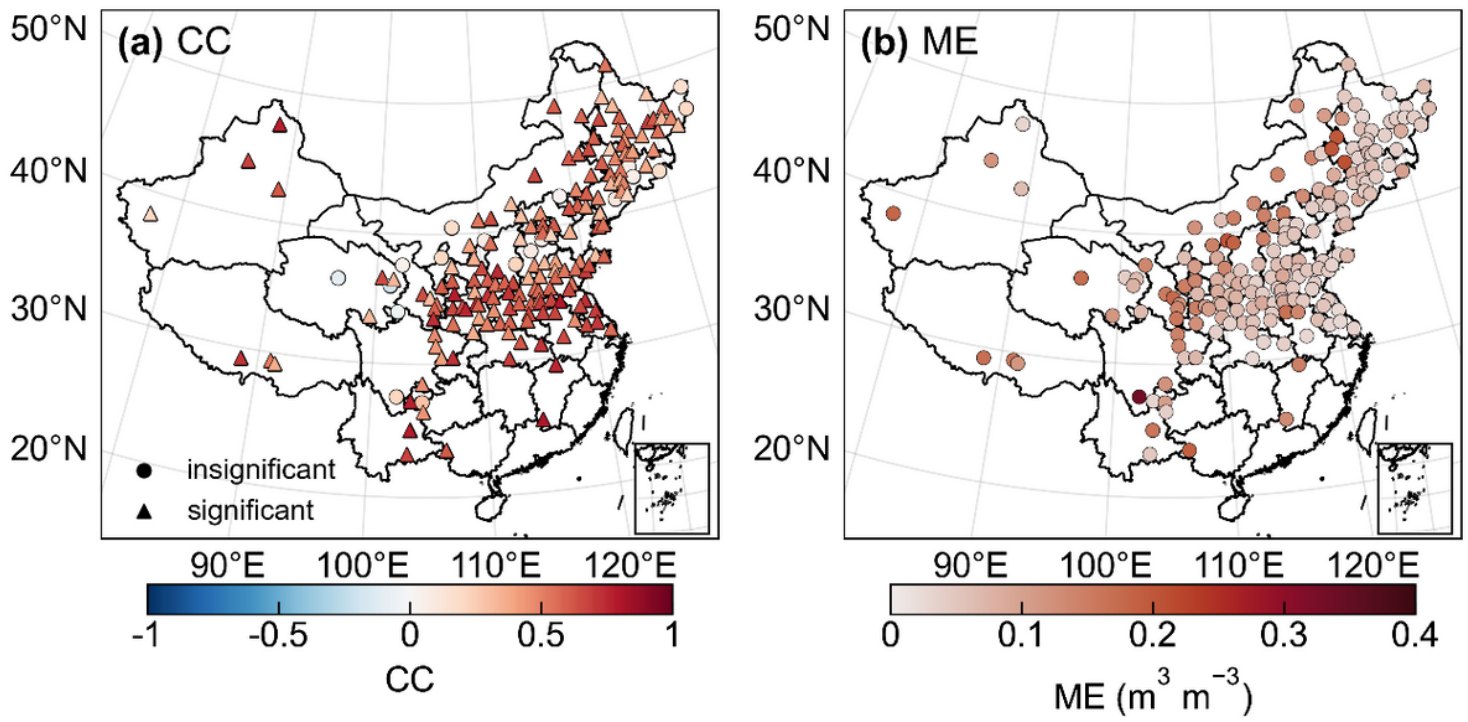 (a) CC
50°N
40°N
30°N
20°N
insignificant
significant
90°E 100°E 110°E 120°E
-1 -0.5 0 0.5 1
CC
(b) ME
50°N
40°N
30°N
20°N
90°E 100°E 110°E 120°E
0 0.1 0.2 0.3 0.4
ME (m³ m⁻³)